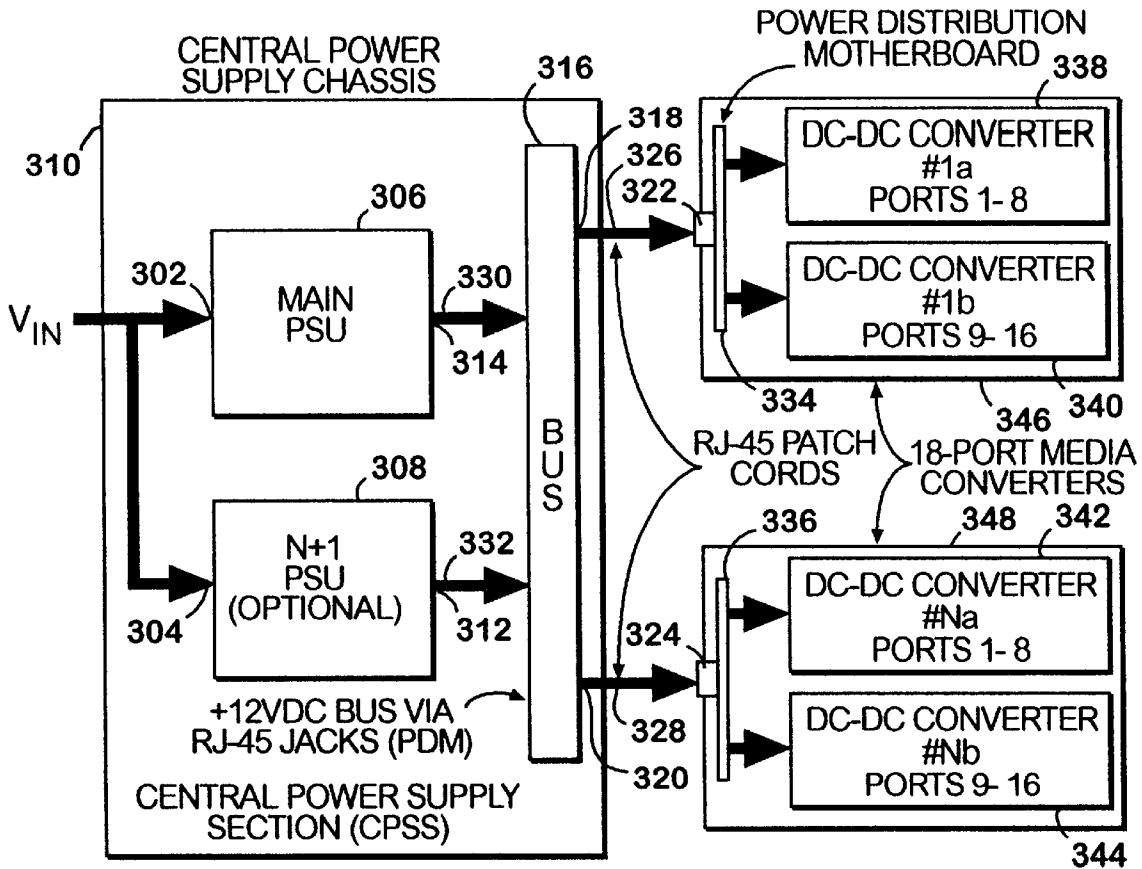 POWER DISTRIBUTION
MOTHERBOARD
CENTRAL POWER
SUPPLY CHASSIS
316
338
318
326
322
310
DC-DC CONVERTER
#1a
PORTS 1- 8
306
DC-DC CONVERTER
#1b
PORTS 9- 16
302
330
V_IN
MAIN
PSU
314
334
346
340
BUS
RJ-45 PATCH
CORDS
18-PORT MEDIA
CONVERTERS
308
336
348
342
N+1
PSU
(OPTIONAL)
332
304
312
324
DC-DC CONVERTER
#Na
PORTS 1- 8
+12VDC BUS VIA
RJ-45 JACKS (PDM)
328
320
DC-DC CONVERTER
#Nb
PORTS 9- 16
CENTRAL POWER SUPPLY
SECTION (CPSS)
344